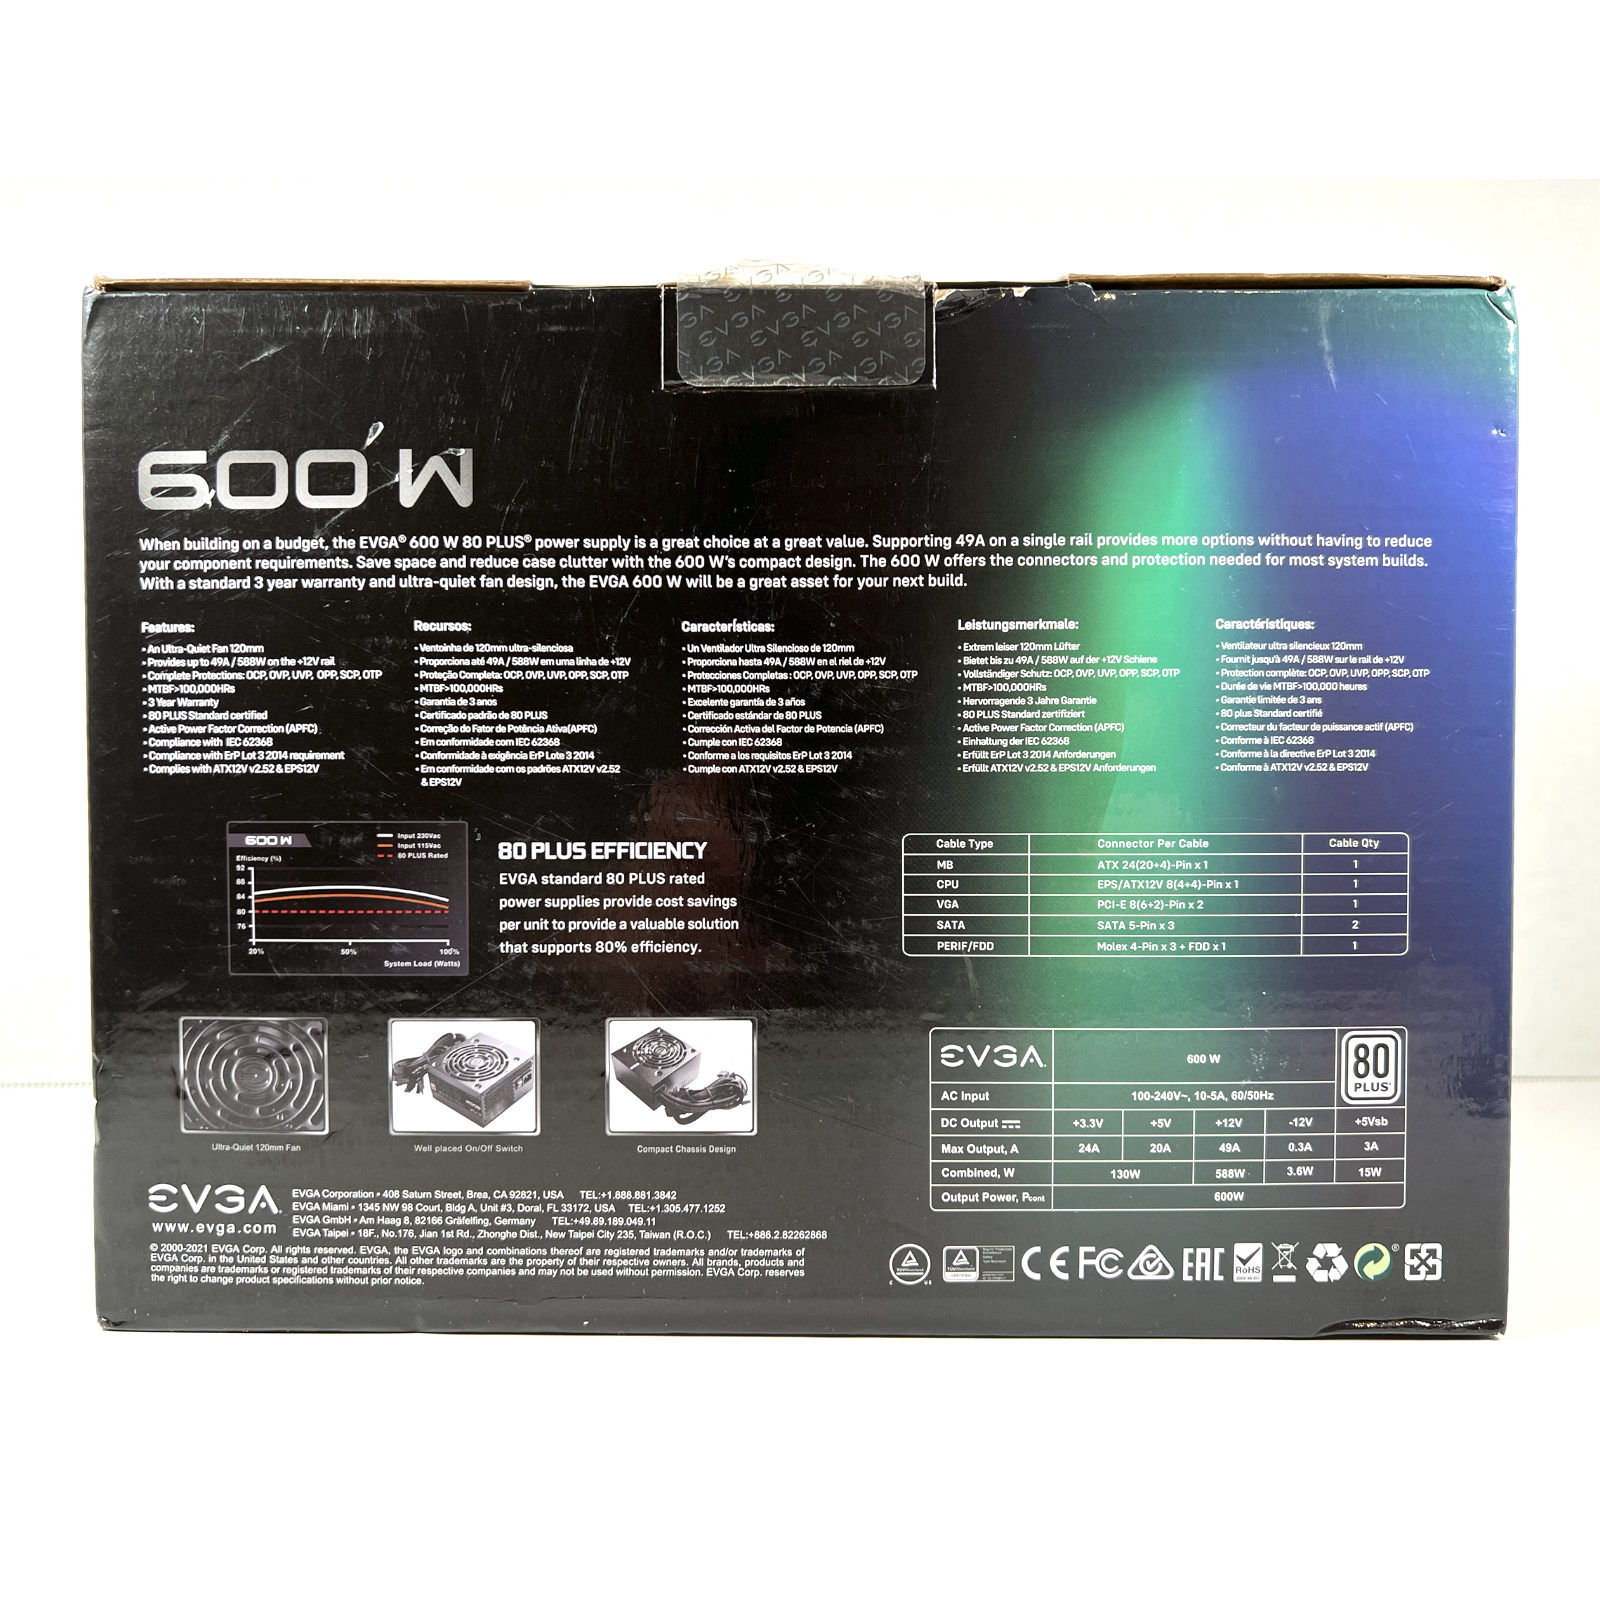 EVGA
600 W
When building on a budget, the EVGA® 600 W 80 PLUS® power supply is a great choice at a great value. Supporting 49A on a single rail provides more options without having to reduce
your component requirements. Save space and reduce case clutter with the 600 W's compact design. The 600 W offers the connectors and protection needed for most system builds.
With a standard 3 year warranty and ultra-quiet fan design, the EVGA 600 W will be a great asset for your next build.
Features:
• An Ultra-Quiet Fan 120mm
• Provides up to 49A / 588W on the +12V rail
• Complete Protections: OCP, OVP, UVP, OPP, SCP, OTP
• MTBF>100,000HRs
• 3 Year Warranty
• 80 PLUS Standard certified
• Active Power Factor Correction (APFC)
• Compliance with IEC 62368
• Compliance with ErP Lot 3 2014 requirement
• Complies with ATX12V v2.52 & EPS12V
Recursos:
• Ventoinha de 120mm ultra-silenciosa
• Proporciona até 49A / 588W em uma linha de +12V
• Proteção Completa: OCP, OVP, UVP, OPP, SCP, OTP
• MTBF>100,000HRs
• Garantia de 3 anos
• Certificado padrão de 80 PLUS
• Correção do Fator de Potência Ativa(APFC)
• Em conformidade com IEC 62368
• Conformidade à exigência ErP Lote 3 2014
• Em conformidade com os padrões ATX12V v2.52
& EPS12V
Características:
• Un Ventilador Ultra Silencioso de 120mm
• Proporciona hasta 49A / 588W en el riel de +12V
• Protecciones Completas: OCP, OVP, UVP, OPP, SCP, OTP
• MTBF>100,000HRs
• Excelente garantía de 3 años
• Certificado estándar de 80 PLUS
• Corrección Activa del Factor de Potencia (APFC)
• Cumple con IEC 62368
• Conforme a los requisitos ErP Lot 3 2014
• Cumple con ATX12V v2.52 & EPS12V
Leistungsmerkmale:
• Extrem leiser 120mm Lüfter
• Bietet bis zu 49A / 588W auf der +12V Schiene
• Vollständiger Schutz: OCP, OVP, UVP, OPP, SCP, OTP
• MTBF>100,000HRs
• Hervorragende 3 Jahre Garantie
• 80 PLUS Standard zertifiziert
• Active Power Factor Correction (APFC)
• Einhaltung der IEC 62368
• Erfüllt ErP Lot 3 2014 Anforderungen
• Erfüllt ATX12V v2.52 & EPS12V Anforderungen
Caractéristiques:
• Ventilateur ultra silencieux 120mm
• Fournit jusqu'à 49A / 588W sur le rail de +12V
• Protection complète: OCP, OVP, UVP, OPP, SCP, OTP
• Durée de vie MTBF>100,000 heures
• Garantie limitée de 3 ans
• 80 plus Standard certifié
• Correcteur du facteur de puissance actif (APFC)
• Conforme à IEC 62368
• Conforme à la directive ErP Lot 3 2014
• Conforme à ATX12V v2.52 & EPS12V
600 W
Input 230Vac
Input 115Vac
80 PLUS Rated
Efficiency (%)
92
88
84
80
76
20% 50% 100%
System Load (Watts)
80 PLUS EFFICIENCY
EVGA standard 80 PLUS rated
power supplies provide cost savings
per unit to provide a valuable solution
that supports 80% efficiency.
Cable Type Connector Per Cable Cable Qty
MB ATX 24(20+4)-Pin x 1 1
CPU EPS/ATX12V 8(4+4)-Pin x 1 1
VGA PCI-E 8(6+2)-Pin x 2 1
SATA SATA 5-Pin x 3 2
PERIF/FDD Molex 4-Pin x 3 + FDD x 1 1
Ultra-Quiet 120mm Fan
Well placed On/Off Switch
Compact Chassis Design
EVGA. 600 W 80 PLUS
AC Input 100-240V~, 10-5A, 60/50Hz
DC Output +3.3V +5V +12V -12V +5Vsb
Max Output, A 24A 20A 49A 0.3A 3A
Combined, W 130W 588W 3.6W 15W
Output Power, Pcont 600W
EVGA.
www.evga.com
EVGA Corporation • 408 Saturn Street, Brea, CA 92821, USA TEL:+1.888.881.3842
EVGA Miami • 1345 NW 98 Court, Bldg A, Unit #3, Doral, FL 33172, USA TEL:+1.305.477.1252
EVGA GmbH • Am Haag 8, 82166 Gräfelfing, Germany TEL:+49.89.189.049.11
EVGA Taipei • 18F., No.176, Jian 1st Rd., Zhonghe Dist., New Taipei City 235, Taiwan (R.O.C.) TEL:+886.2.82262868
© 2000-2021 EVGA Corp. All rights reserved. EVGA, the EVGA logo and combinations thereof are registered trademarks and/or trademarks of
EVGA Corp. in the United States and other countries. All other trademarks are the property of their respective owners. All brands, products and
companies are trademarks or registered trademarks of their respective companies and may not be used without permission. EVGA Corp. reserves
the right to change product specifications without prior notice.
C US
CE FC EAC RoHS